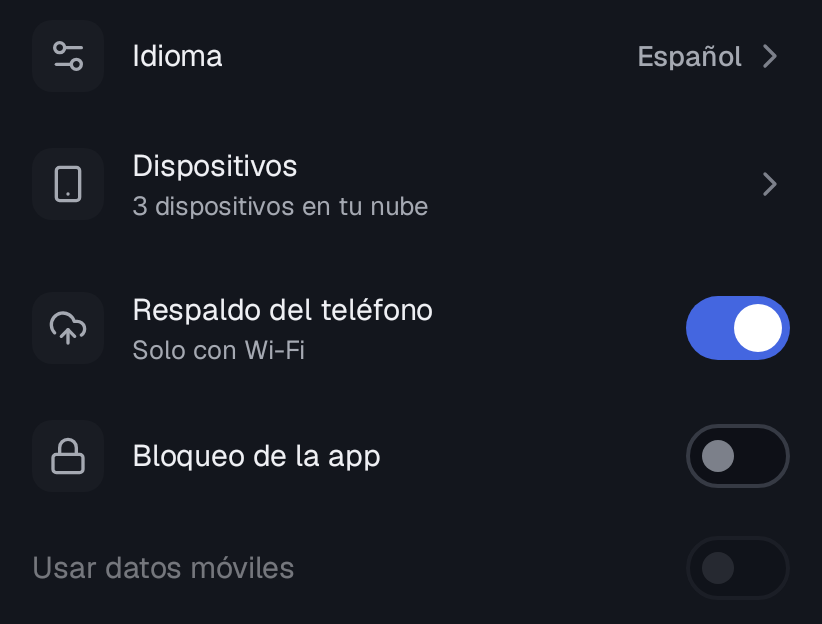 Idioma
Español
Dispositivos
3 dispositivos en tu nube
Respaldo del teléfono
Solo con Wi-Fi
Bloqueo de la app
Usar datos móviles